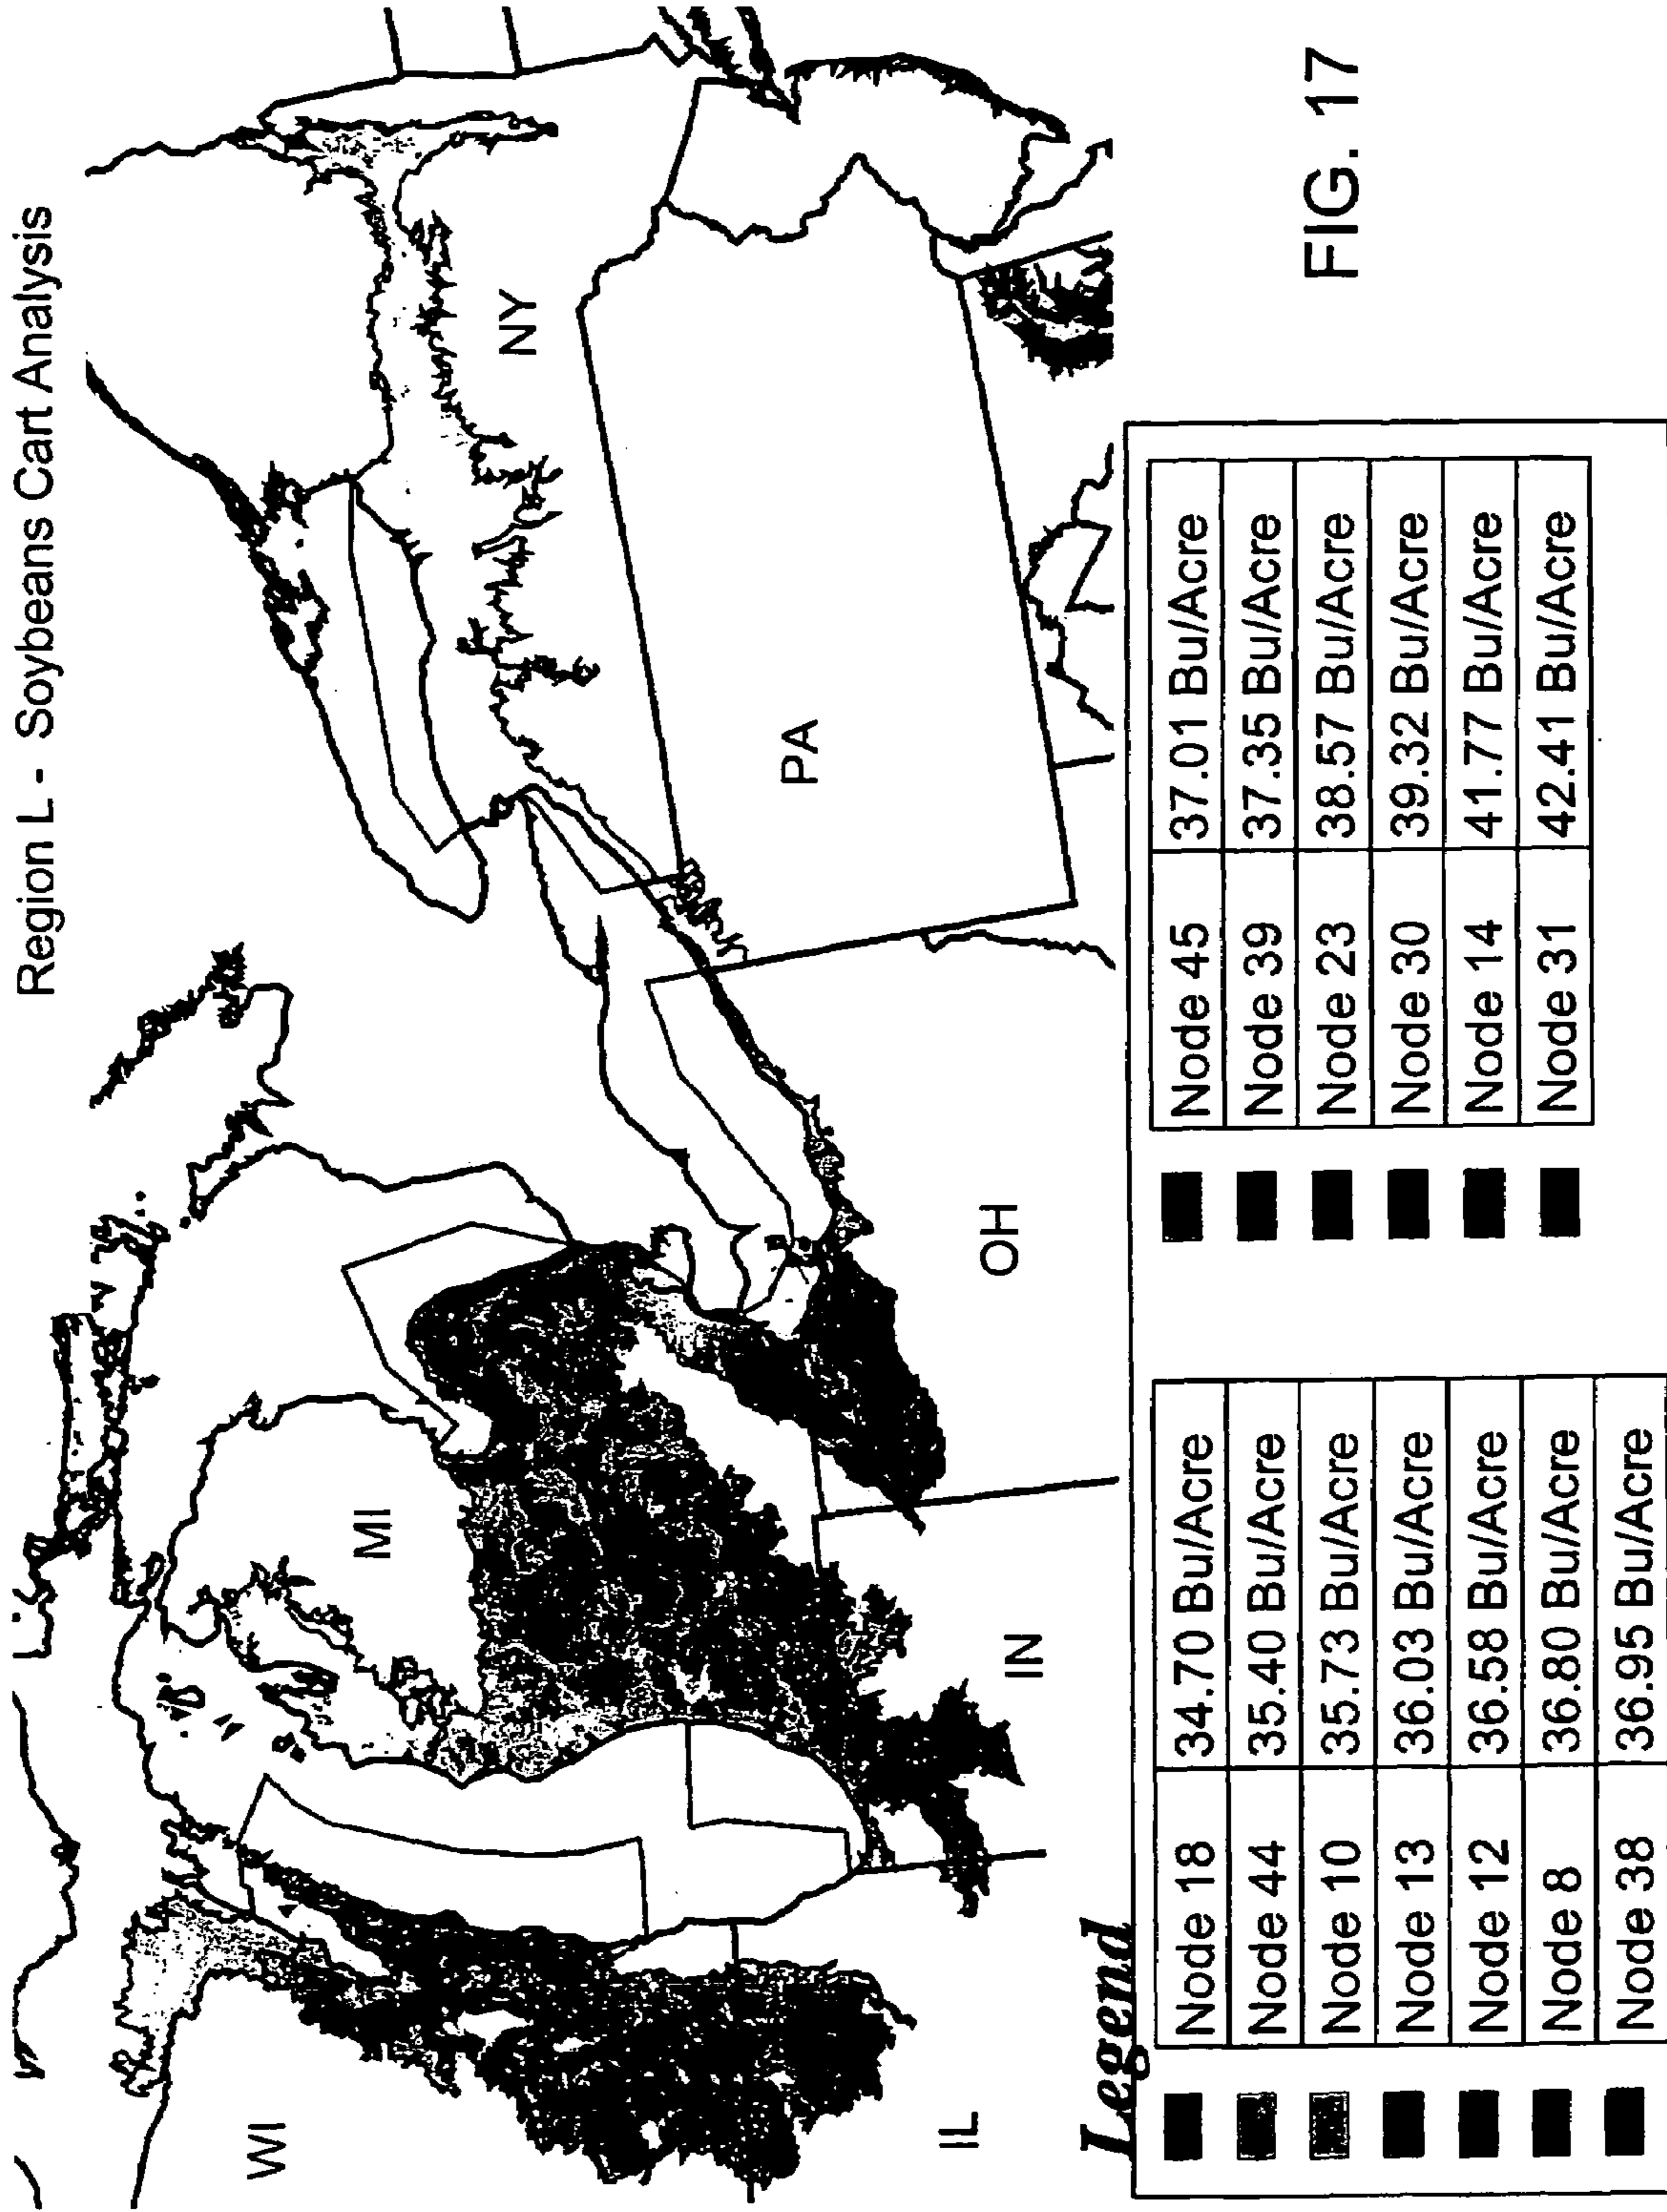 Region L - Soybeans Cart Analysis
WI
MI
NY
PA
OH
IN
IL
Legend
Node 18 34.70 Bu/Acre
Node 44 35.40 Bu/Acre
Node 10 35.73 Bu/Acre
Node 13 36.03 Bu/Acre
Node 12 36.58 Bu/Acre
Node 8 36.80 Bu/Acre
Node 38 36.95 Bu/Acre
Node 45 37.01 Bu/Acre
Node 39 37.35 Bu/Acre
Node 23 38.57 Bu/Acre
Node 30 39.32 Bu/Acre
Node 14 41.77 Bu/Acre
Node 31 42.41 Bu/Acre
FIG. 17